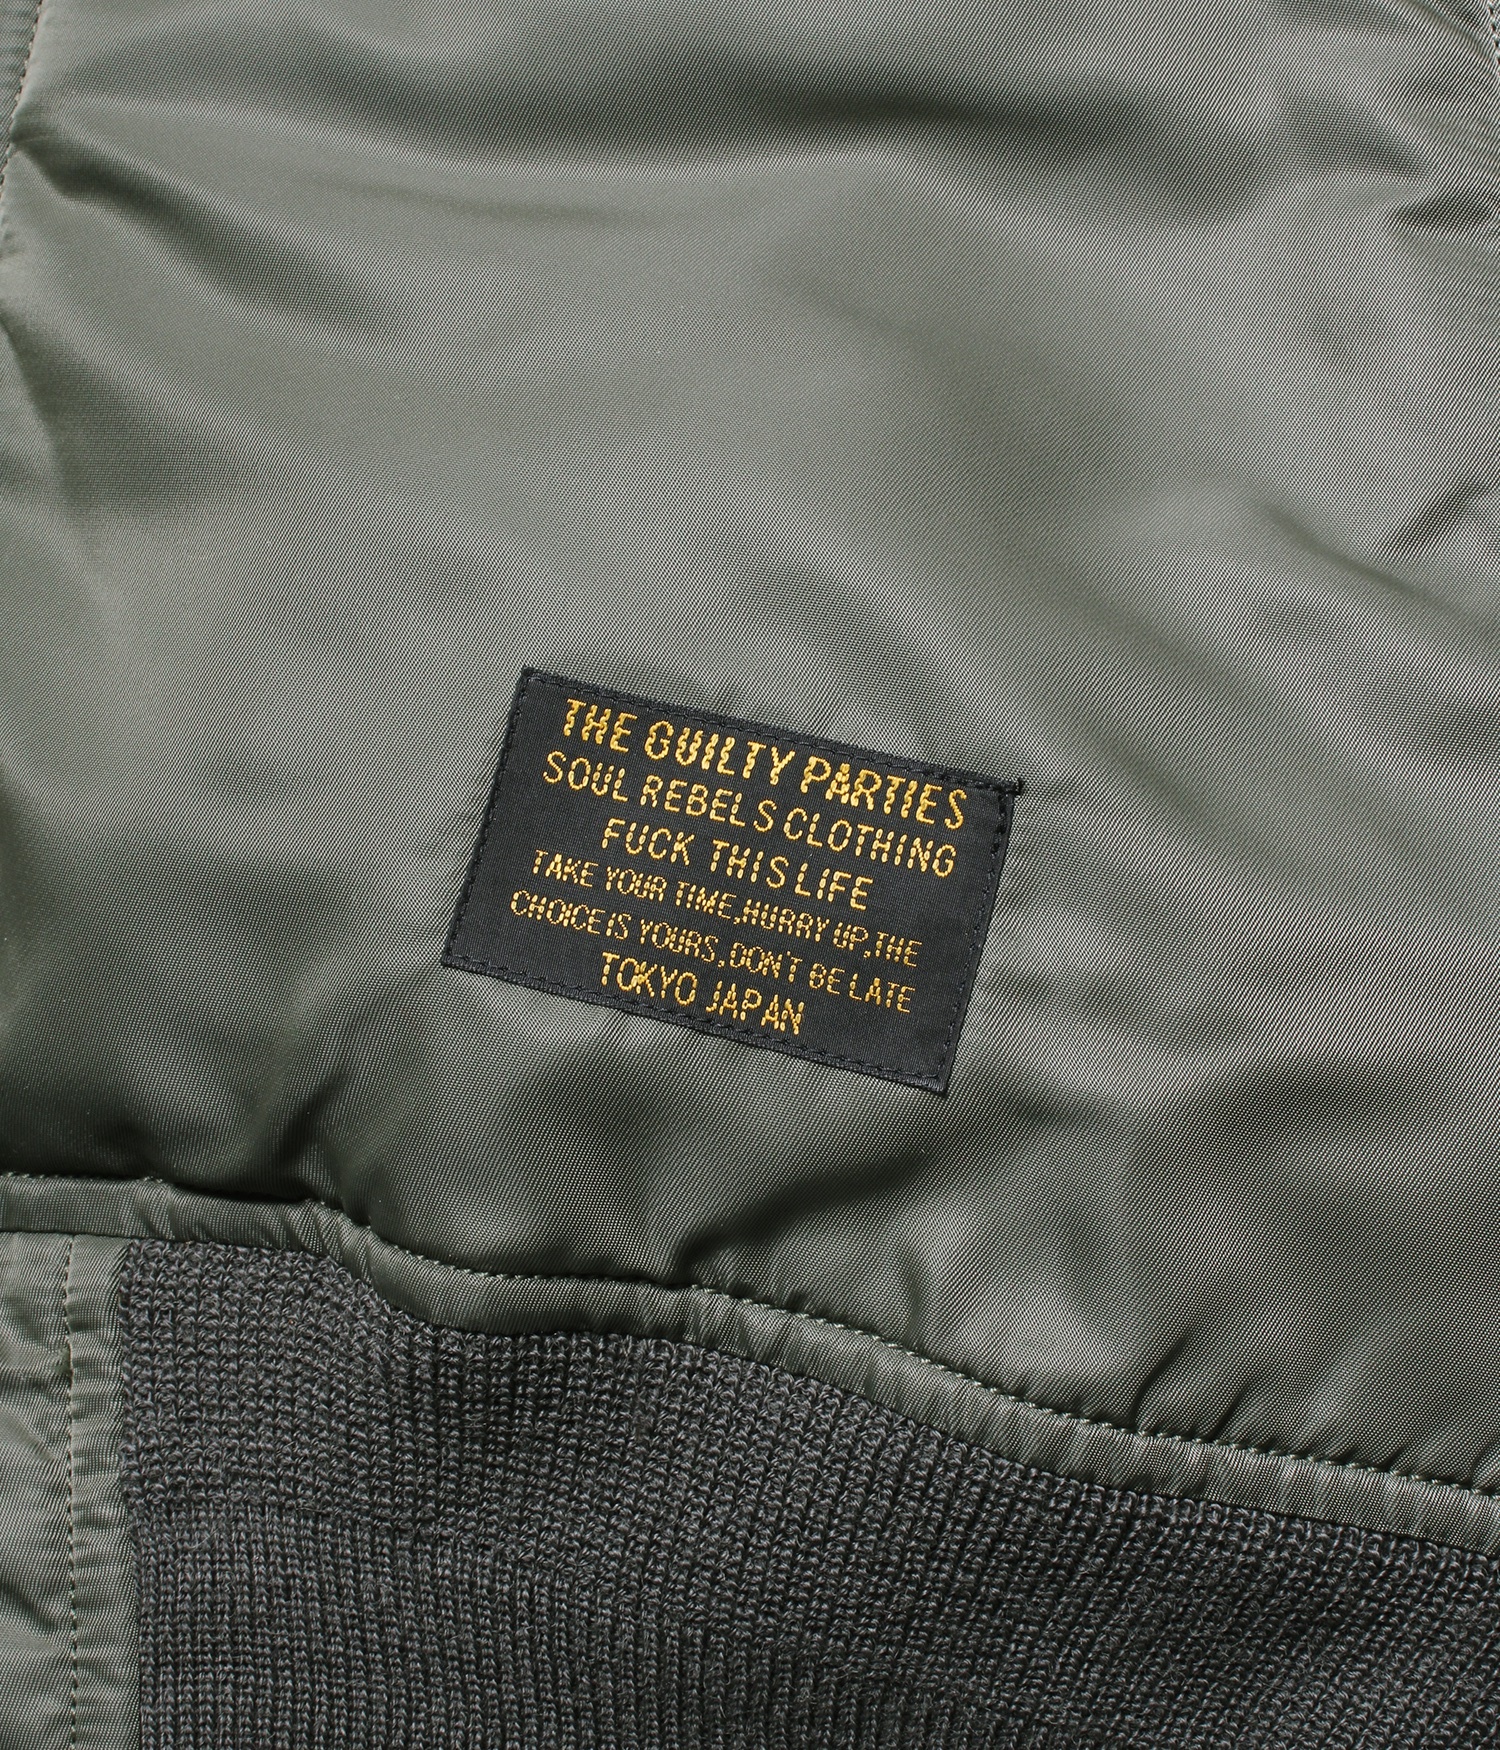 THE GUILTY PARTIES
SOUL REBELS CLOTHING
FUCK THIS LIFE
TAKE YOUR TIME,HURRY UP,THE
CHOICE IS YOURS,DON'T BE LATE
TOKYO JAPAN